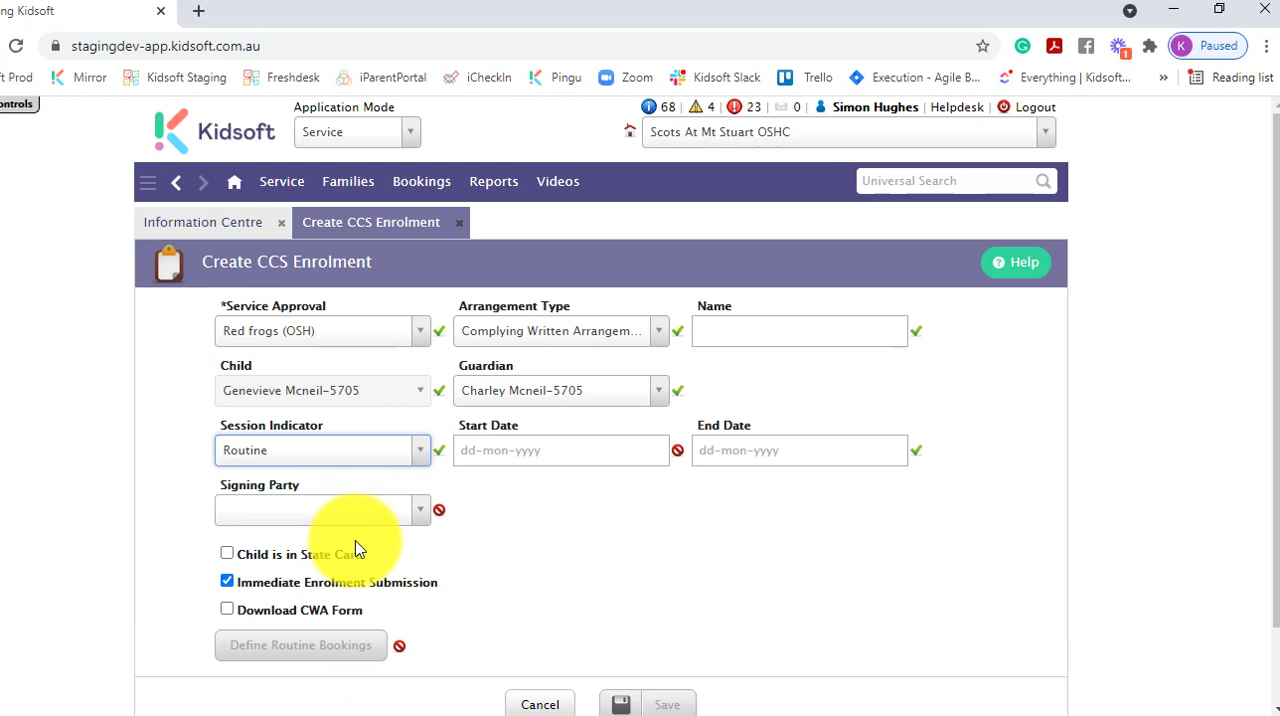 ng Kidsoft
stagingdev-app.kidsoft.com.au
K Paused
ft Prod Mirror Kidsoft Staging Freshdesk iParentPortal iCheckIn Pingu Zoom Kidsoft Slack Trello Execution - Agile B... Everything | Kidsoft... » Reading list
ontrols
Application Mode
68 4 23 0 Simon Hughes Helpdesk Logout
Kidsoft
Service
Scots At Mt Stuart OSHC
Service Families Bookings Reports Videos
Universal Search
Information Centre Create CCS Enrolment
Create CCS Enrolment
Help
*Service Approval Arrangement Type Name
Red frogs (OSH) Complying Written Arrangem...
Child Guardian
Genevieve Mcneil-5705 Charley Mcneil-5705
Session Indicator Start Date End Date
Routine dd-mon-yyyy dd-mon-yyyy
Signing Party
Child is in State Care
Immediate Enrolment Submission
Download CWA Form
Define Routine Bookings
Cancel Save